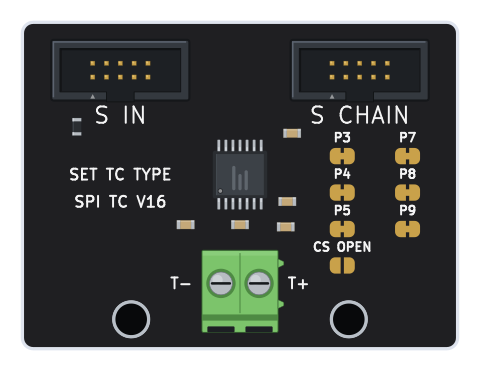 S IN
S CHAIN
P3 P7
P4 P8
P5 P9
CS OPEN
SET TC TYPE
SPI TC V16
T-
T+